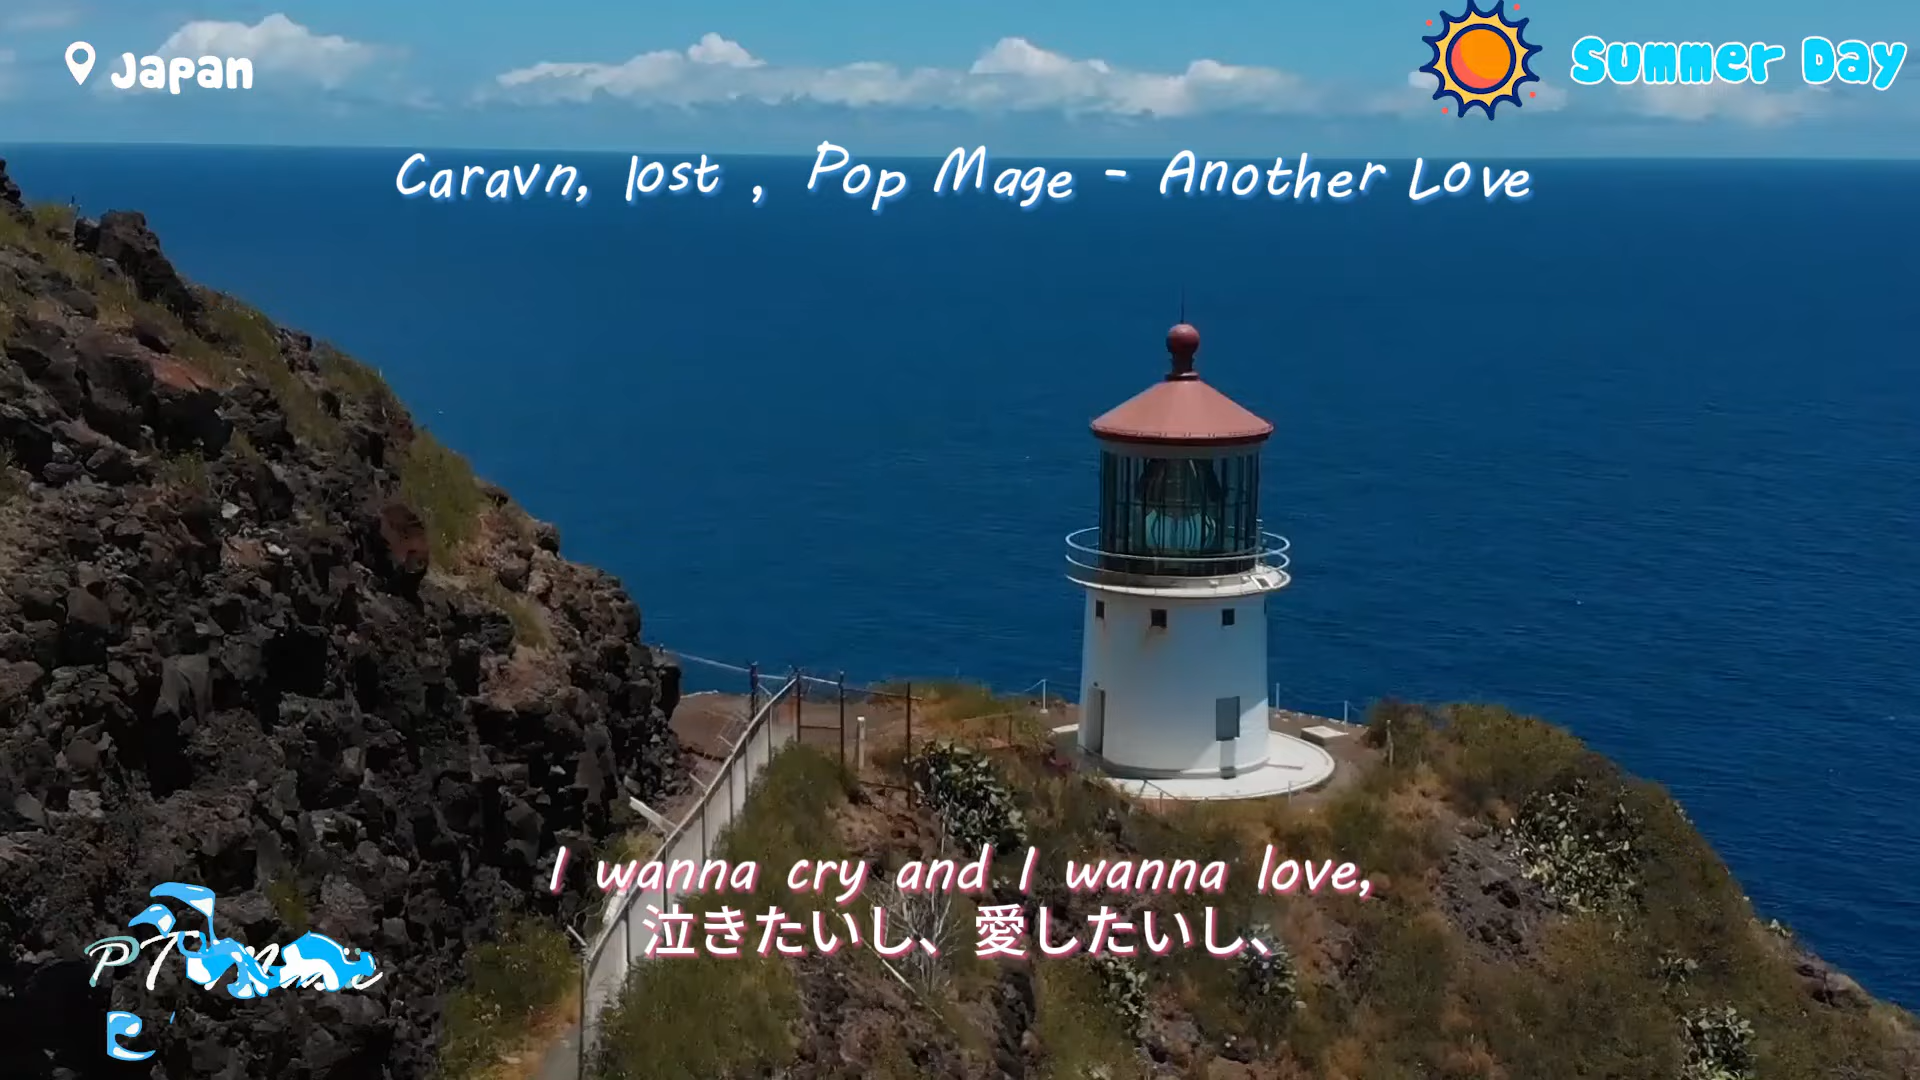 Japan
Summer Day
Caravn, lost , Pop Mage - Another Love
I wanna cry and I wanna love,
泣きたいし、愛したいし、